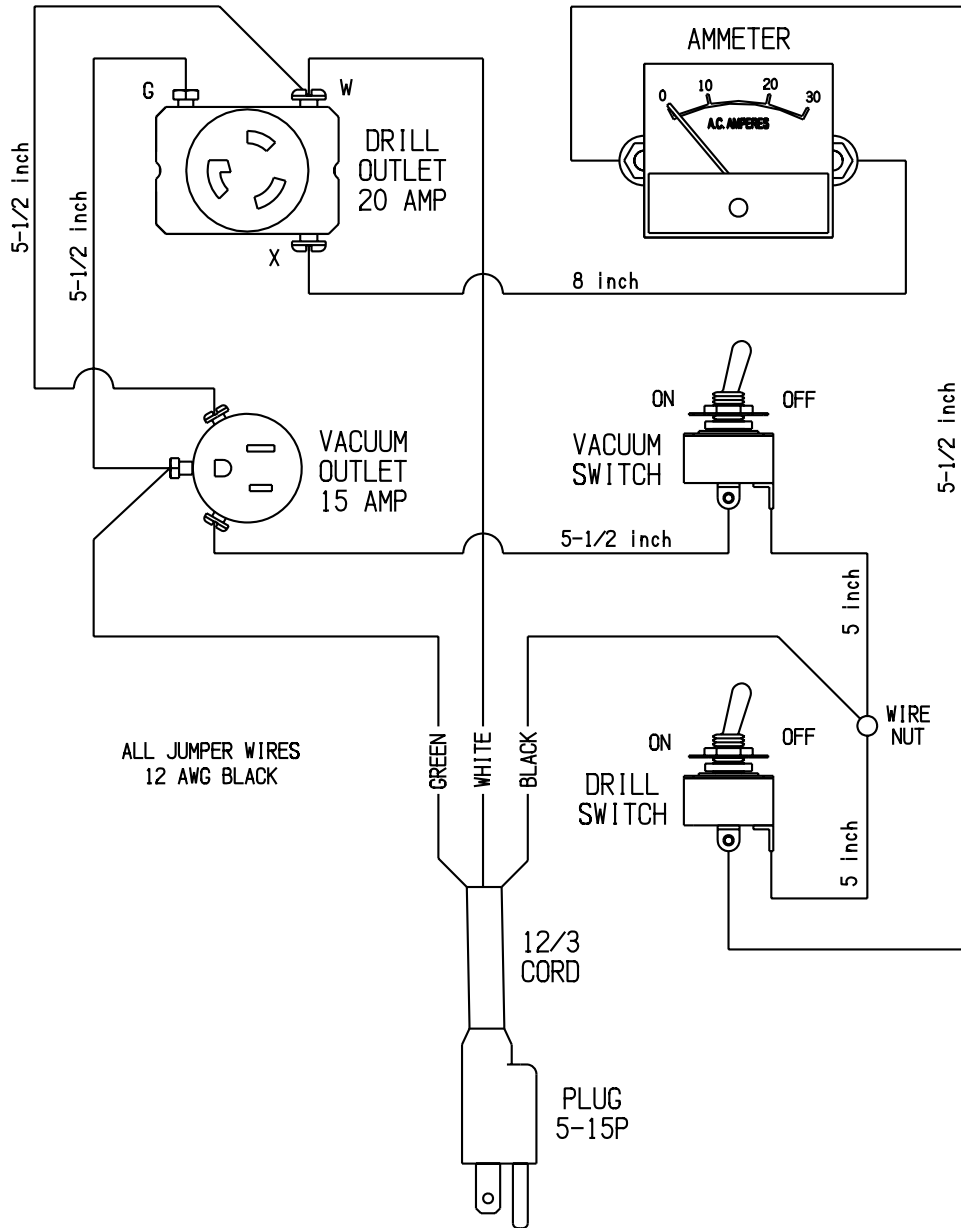 AMMETER
0
10
20
30
A.C. AMPERES
G
W
DRILL
OUTLET
20 AMP
X
5-1/2 inch
5-1/2 inch
8 inch
ON
OFF
VACUUM
SWITCH
5-1/2 inch
VACUUM
OUTLET
15 AMP
5-1/2 inch
5 inch
WIRE
NUT
ON
OFF
DRILL
SWITCH
5 inch
ALL JUMPER WIRES
12 AWG BLACK
GREEN
WHITE
BLACK
12/3
CORD
PLUG
5-15P